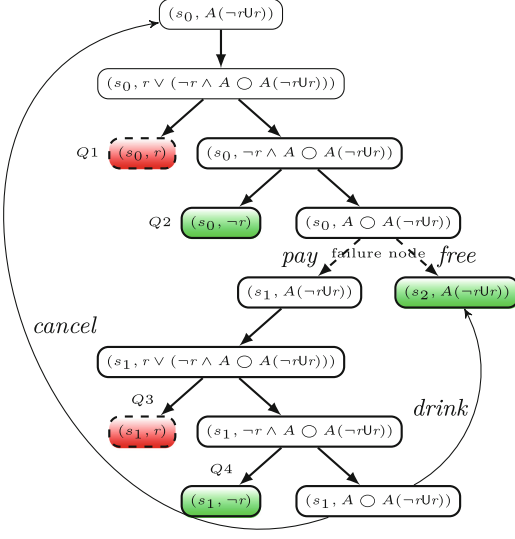 (s₀, A(¬rUr))
(s₀, r ∨ (¬r ∧ A ◯ A(¬rUr)))
Q1 (s₀, r) (s₀, ¬r ∧ A ◯ A(¬rUr))
Q2 (s₀, ¬r) (s₀, A ◯ A(¬rUr))
pay failure node free
(s₁, A(¬rUr)) (s₂, A(¬rUr))
cancel
(s₁, r ∨ (¬r ∧ A ◯ A(¬rUr)))
Q3
drink
(s₁, r) (s₁, ¬r ∧ A ◯ A(¬rUr))
Q4
(s₁, ¬r) (s₁, A ◯ A(¬rUr))